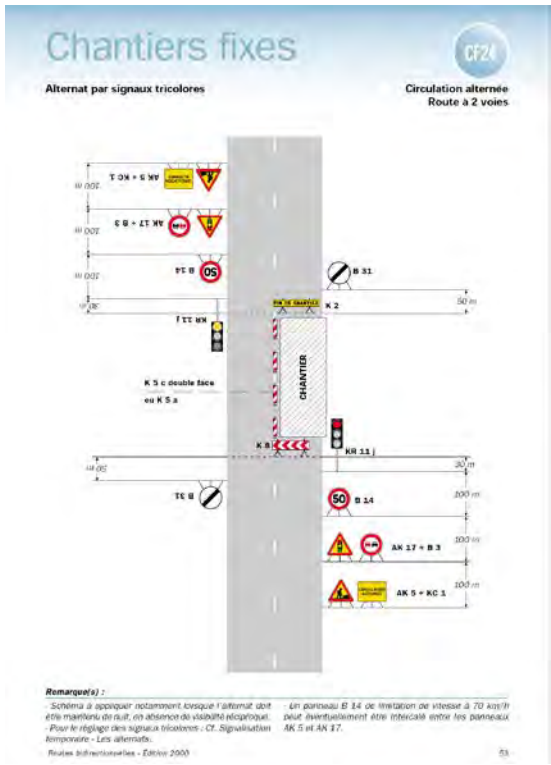 Chantiers fixes
CF24
Alternat par signaux tricolores
Circulation alternée
Route à 2 voies
AK 5 + KC 1
100 m
AK 17 + B 3
100 m
50
B 14
100 m
30 m
KR 11 j
B 31
50 m
FIN DE CHANTIER
K 2
CHANTIER
K 5 c double face
ou K 5 a
K 8
KR 11 j
30 m
50 m
B 31
50
B 14
100 m
AK 17 + B 3
100 m
AK 5 + KC 1
100 m
Remarque(s) :
- Schéma à appliquer notamment lorsque l'alternat doit
être maintenu de nuit, en absence de visibilité réciproque.
- Pour le réglage des signaux tricolores : Cf. Signalisation
temporaire - Les alternats.
- Un panneau B 14 de limitation de vitesse à 70 km/h
peut éventuellement être intercalé entre les panneaux
AK 5 et AK 17.
Routes bidirectionnelles - Édition 2000
53